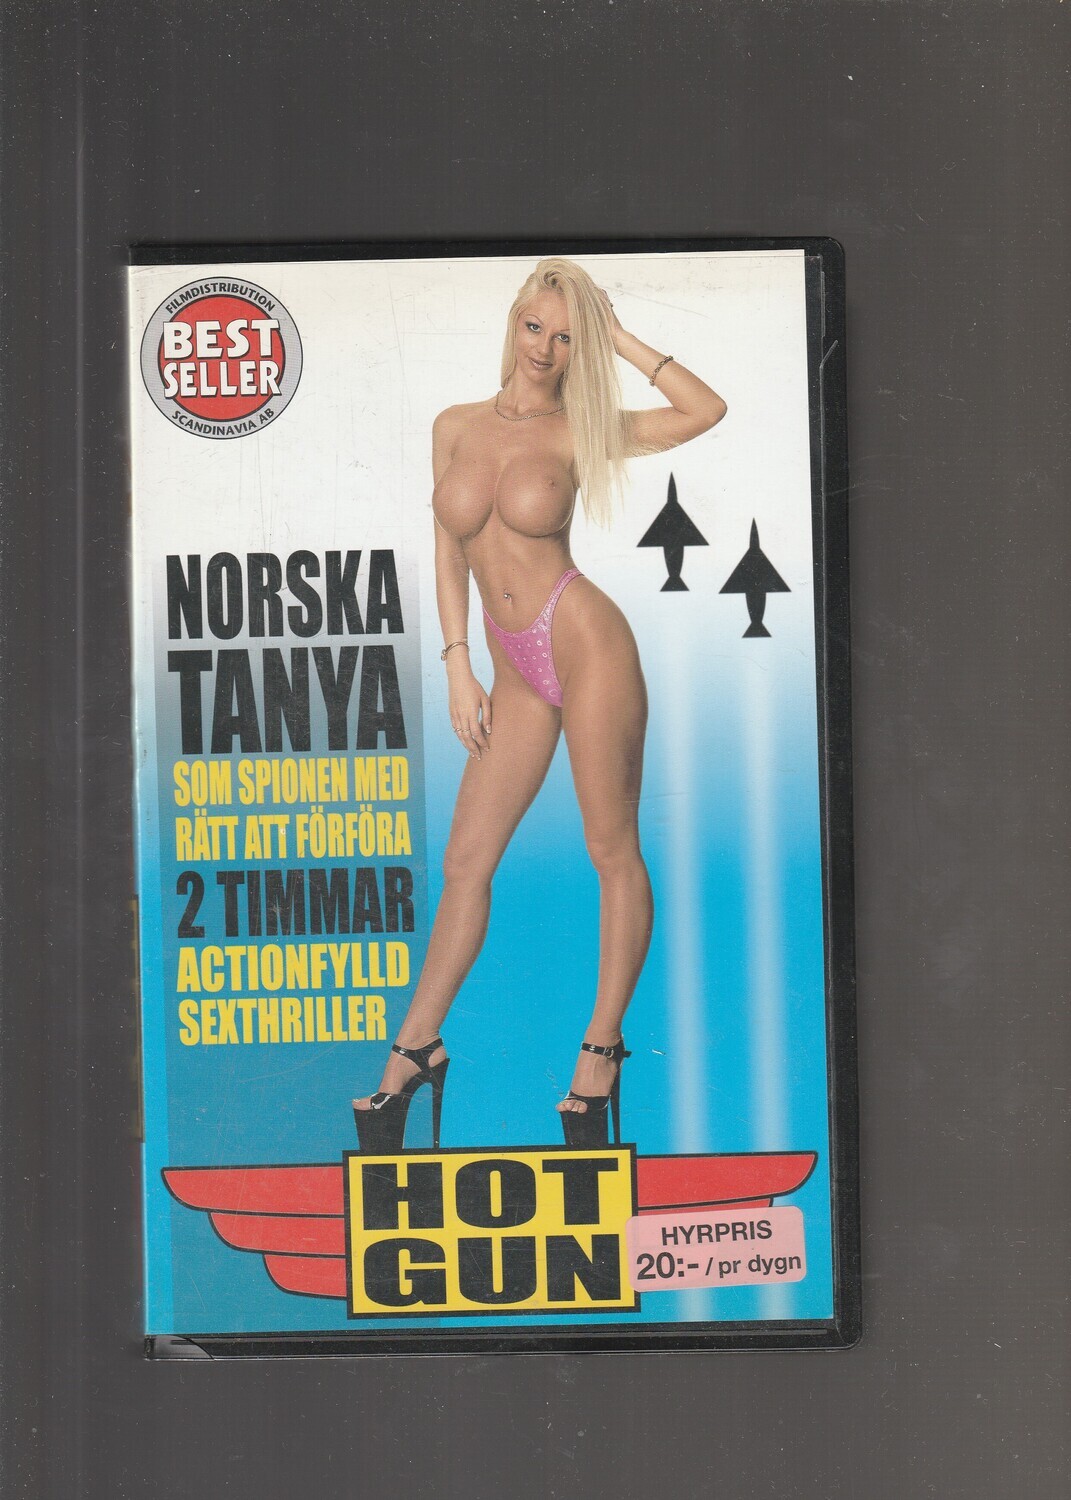 FILMDISTRIBUTION
BEST
SELLER
SCANDINAVIA AB
NORSKA
TANYA
SOM SPIONEN MED
RÄTT ATT FÖRFÖRA
2 TIMMAR
ACTIONFYLLD
SEXTHRILLER
HOT
GUN
HYRPRIS
20:- / pr dygn